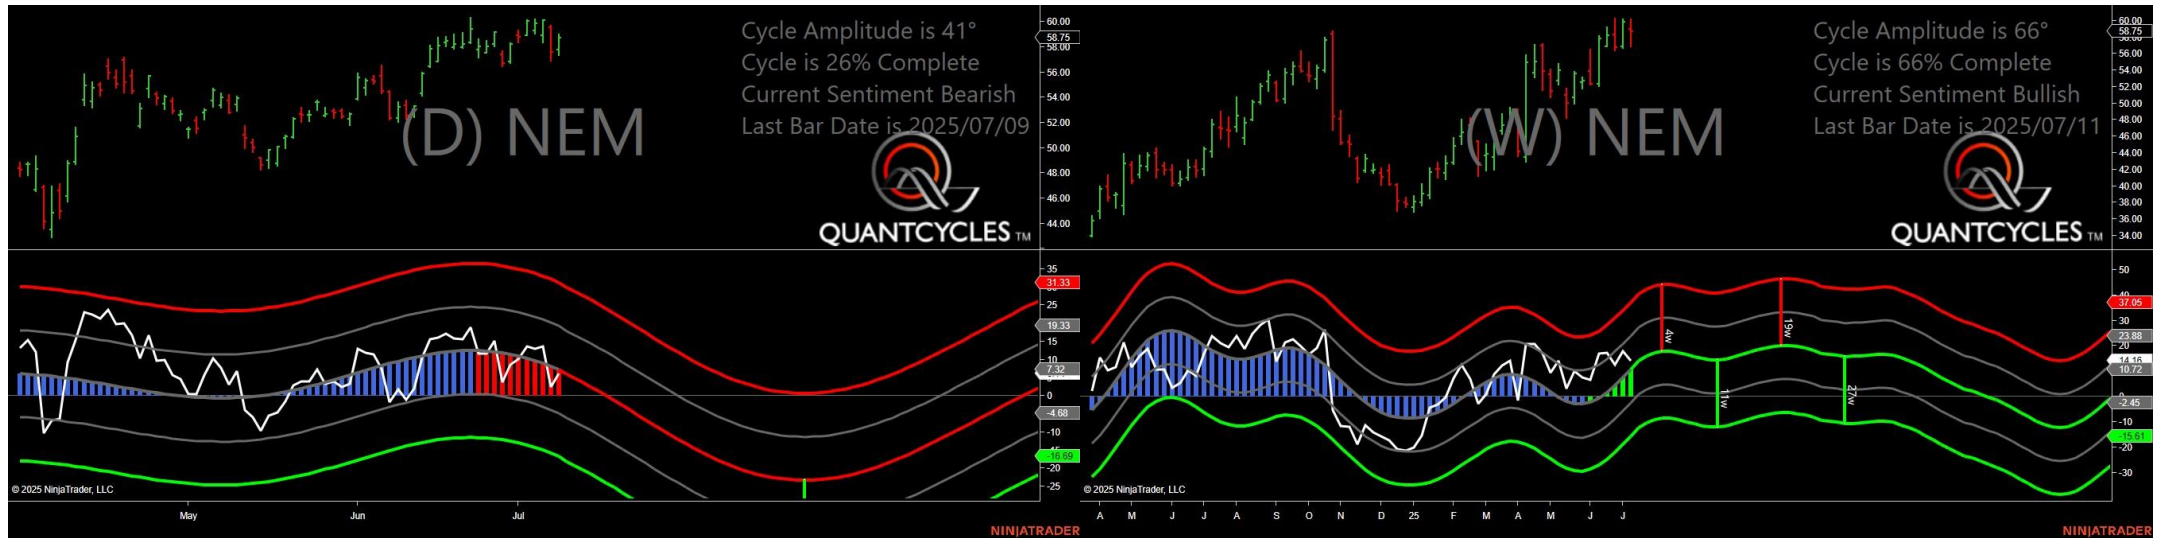 Cycle Amplitude is 41°
Cycle is 26% Complete
Current Sentiment Bearish
Last Bar Date is 2025/07/09
(D) NEM
QUANTCYCLES TM
60.00
58.75
58.00
56.00
54.00
52.00
50.00
48.00
46.00
44.00
35
31.33
25
19.33
15
10
7.32
0
-4.68
-10
-16.69
-20
-25
© 2025 NinjaTrader, LLC
May Jun Jul
NINJATRADER
Cycle Amplitude is 66°
Cycle is 66% Complete
Current Sentiment Bullish
Last Bar Date is 2025/07/11
(W) NEM
QUANTCYCLES TM
60.00
58.75
56.00
54.00
52.00
50.00
48.00
46.00
44.00
42.00
40.00
38.00
36.00
34.00
4w
19w
11w
27w
50
40
37.05
30
23.88
20
14.16
10.72
-2.45
-10
-15.61
-20
-30
© 2025 NinjaTrader, LLC
A M J J A S O N D 25 F M A M J J
NINJATRADER